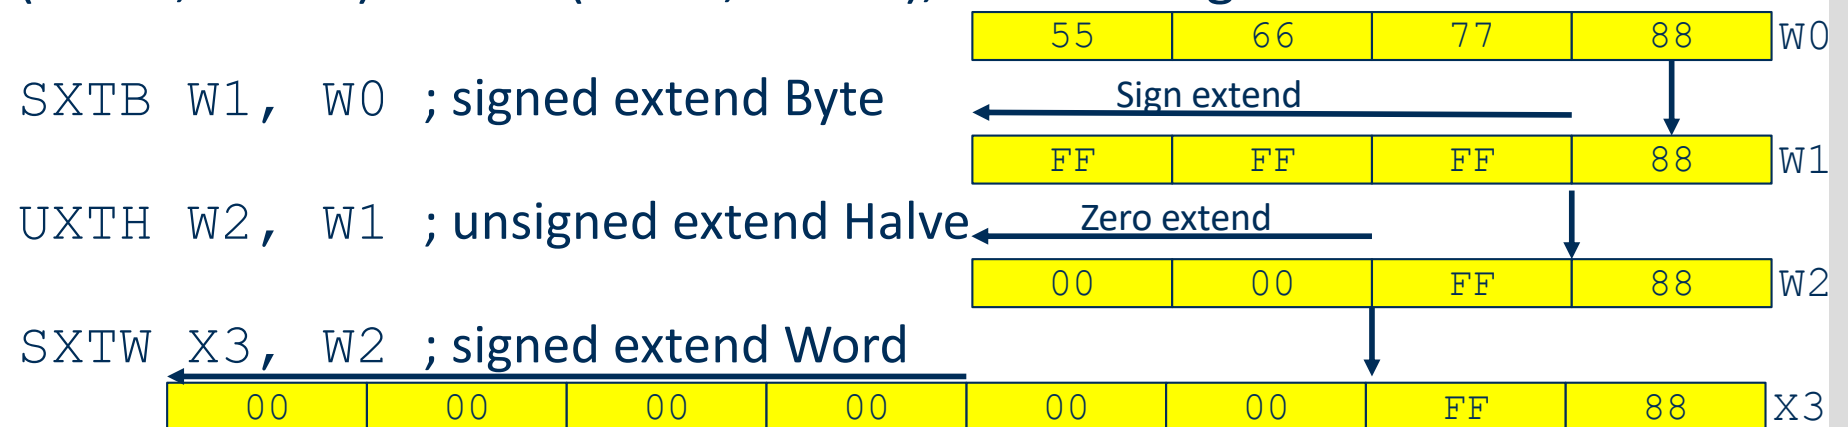 55 66 77 88 W0
SXTB W1, W0 ; signed extend Byte
Sign extend
FF FF FF 88 W1
UXTH W2, W1 ; unsigned extend Halve
Zero extend
00 00 FF 88 W2
SXTW X3, W2 ; signed extend Word
00 00 00 00 00 00 FF 88 X3